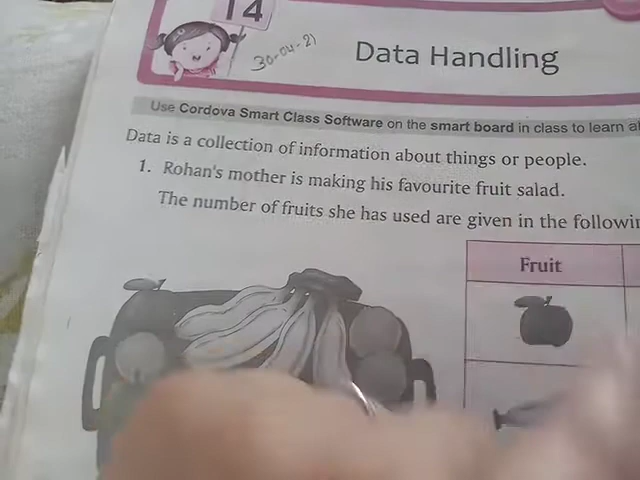 14
30-04-21
Data Handling
Use Cordova Smart Class Software on the smart board in class to learn
Data is a collection of information about things or people.
1. Rohan's mother is making his favourite fruit salad.
The number of fruits she has used are given in the
Fruit